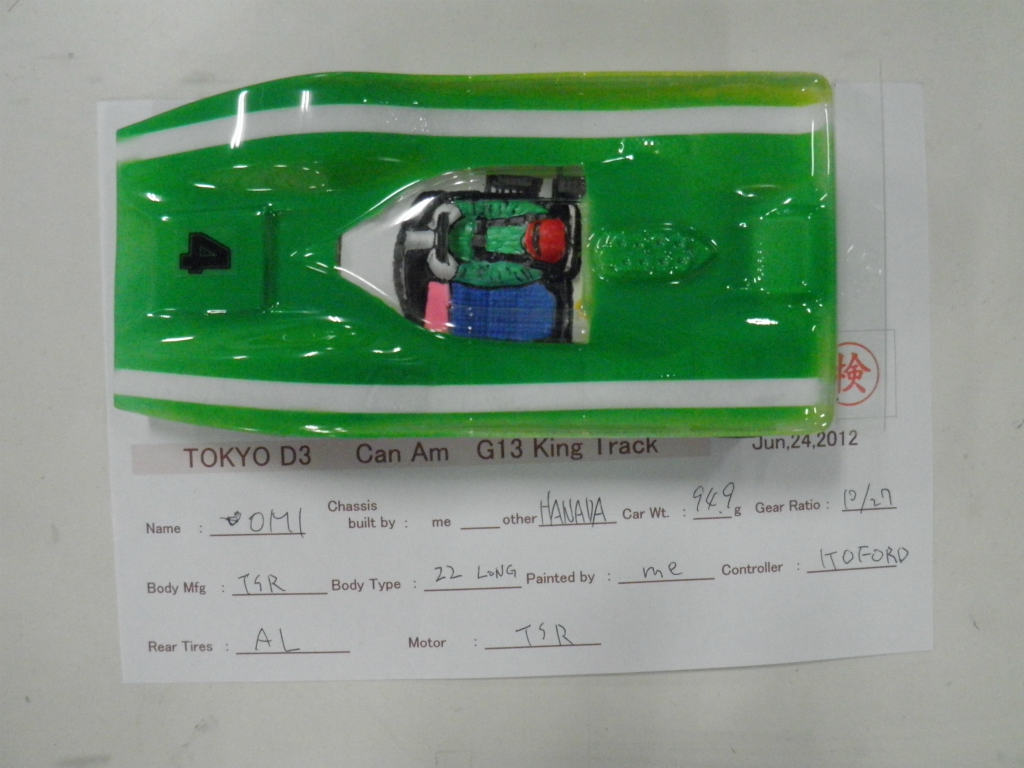 4
検
TOKYO D3 Can Am G13 King Track Jun,24,2012
Name : OMI Chassis built by : me other HANADA Car Wt. : 94.9 g Gear Ratio : 10/27
Body Mfg : TSR Body Type : 22 LONG Painted by : me Controller : ITOFORD
Rear Tires : AL Motor : TSR